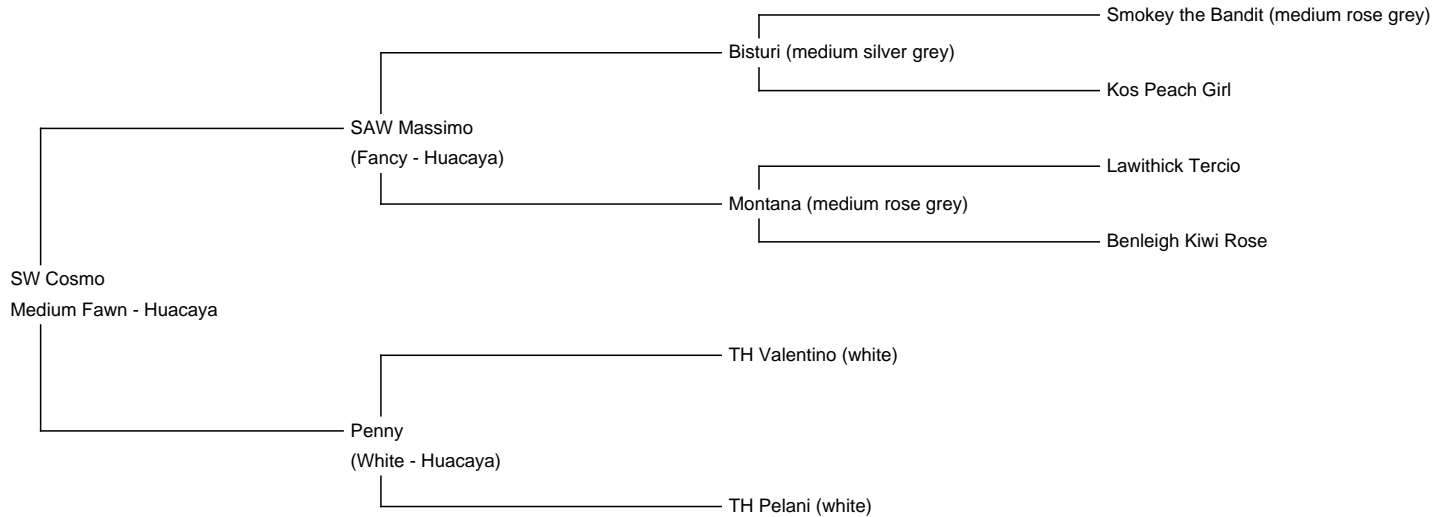 Smokey the Bandit (medium rose grey)
Bisturi (medium silver grey)
Kos Peach Girl
SAW Massimo
(Fancy - Huacaya)
Lawithick Tercio
Montana (medium rose grey)
Benleigh Kiwi Rose
SW Cosmo
Medium Fawn - Huacaya
TH Valentino (white)
Penny
(White - Huacaya)
TH Pelani (white)